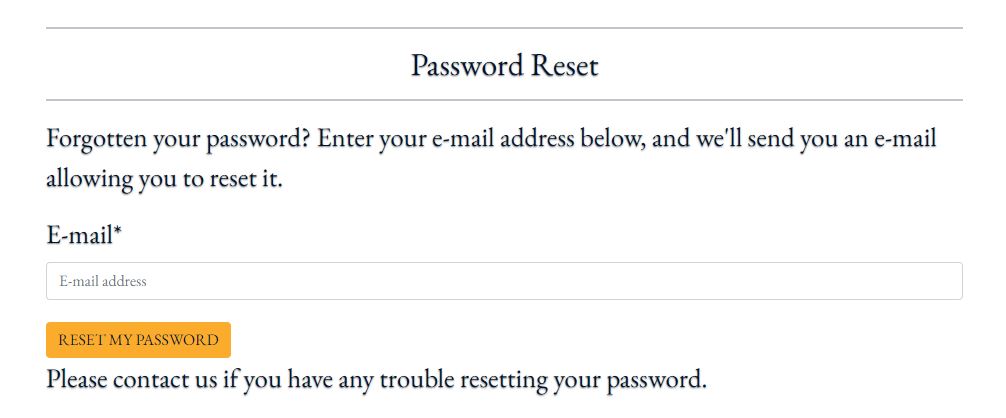 Password Reset
Forgotten your password? Enter your e-mail address below, and we'll send you an e-mail
allowing you to reset it.
E-mail*
E-mail address
RESET MY PASSWORD
Please contact us if you have any trouble resetting your password.